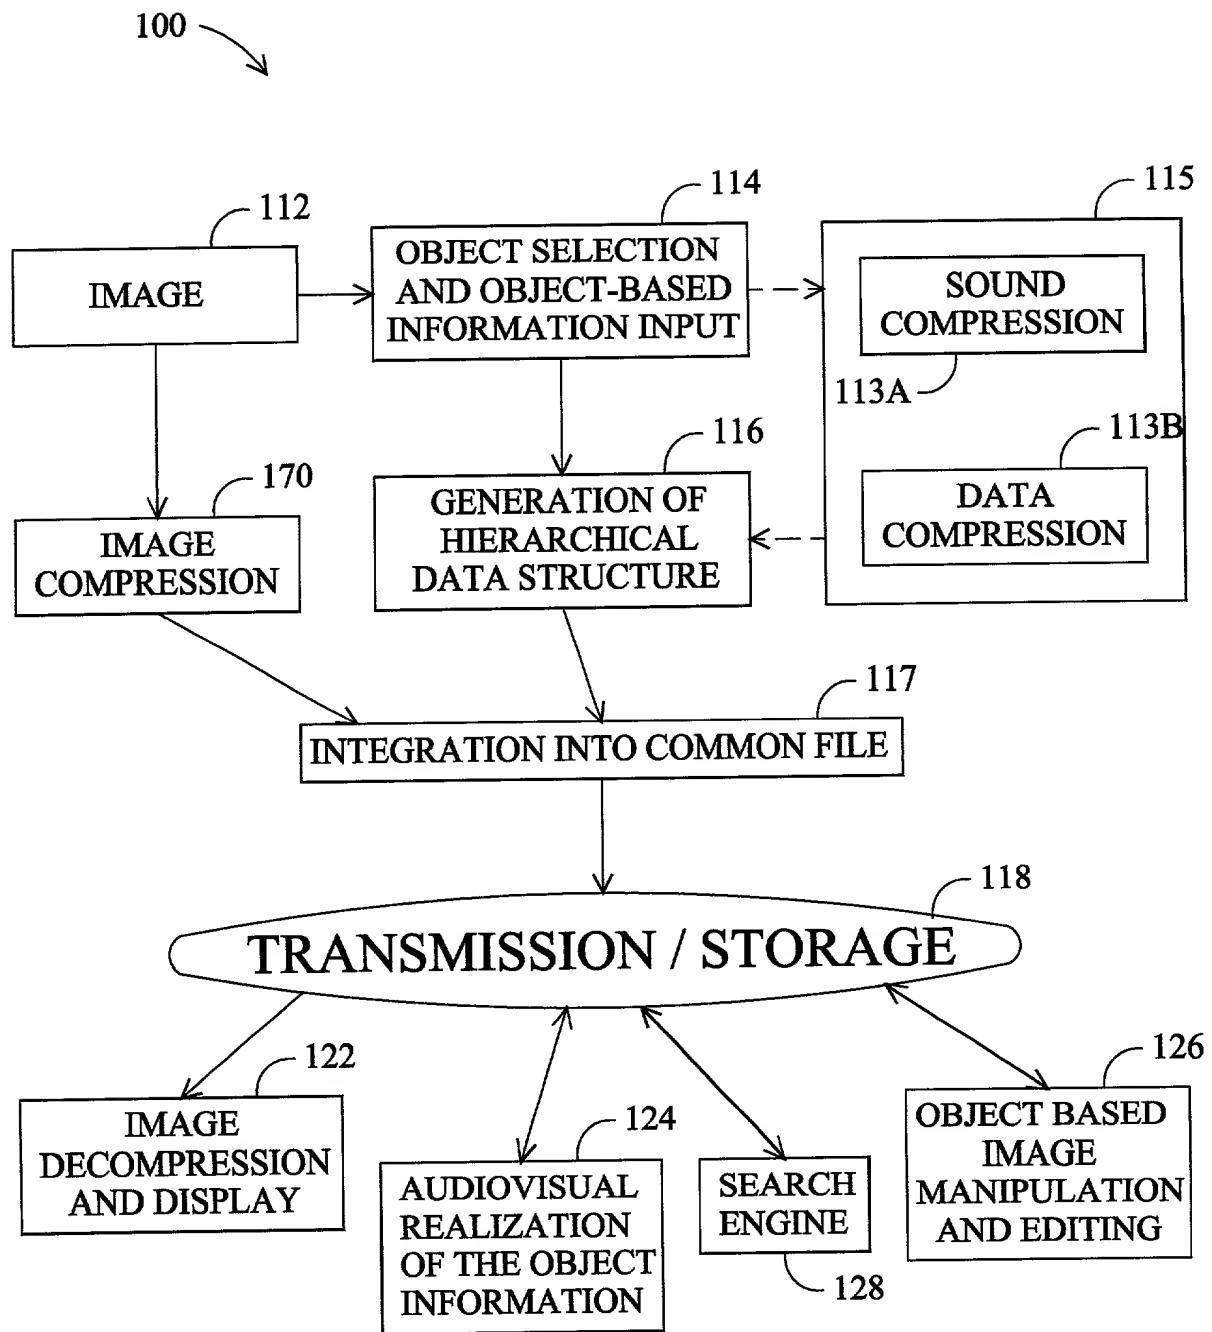 100
112
IMAGE
114
OBJECT SELECTION
AND OBJECT-BASED
INFORMATION INPUT
115
SOUND
COMPRESSION
113A
113B
DATA
COMPRESSION
170
IMAGE
COMPRESSION
116
GENERATION OF
HIERARCHICAL
DATA STRUCTURE
117
INTEGRATION INTO COMMON FILE
118
TRANSMISSION / STORAGE
122
IMAGE
DECOMPRESSION
AND DISPLAY
124
AUDIOVISUAL
REALIZATION
OF THE OBJECT
INFORMATION
SEARCH
ENGINE
128
126
OBJECT BASED
IMAGE
MANIPULATION
AND EDITING